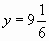 y = 9 1/6